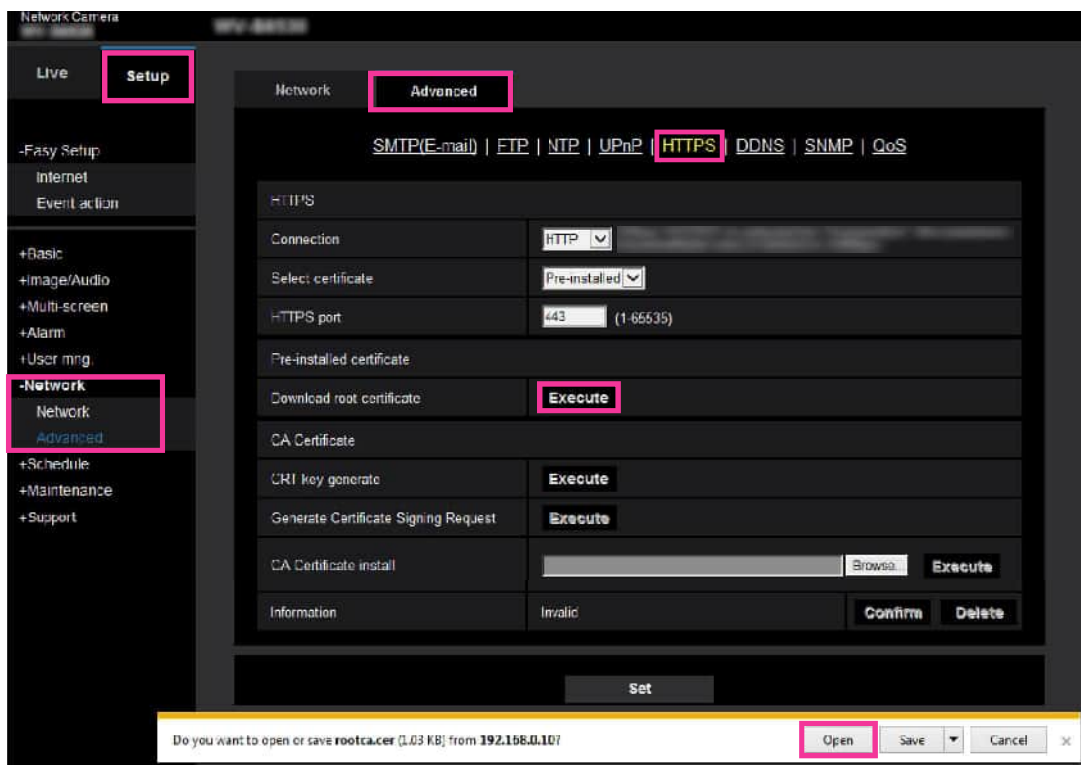 Network Camera
Live
Setup
Network
Advanced
-Easy Setup
Internet
Event action
+Basic
+Image/Audio
+Multi-screen
+Alarm
+User mng.
-Network
Network
Advanced
+Schedule
+Maintenance
+Support
SMTP(E-mail) | FTP | NTP | UPnP | HTTPS | DDNS | SNMP | QoS
HTTPS
Connection HTTP
Select certificate Pre-installed
HTTPS port 443 (1-65535)
Pre-installed certificate
Download root certificate Execute
CA Certificate
CRT key generate Execute
Generate Certificate Signing Request Execute
CA Certificate install Browse... Execute
Information Invalid Confirm Delete
Set
Do you want to open or save rootca.cer (1.03 KB) from 192.168.0.10?
Open Save Cancel